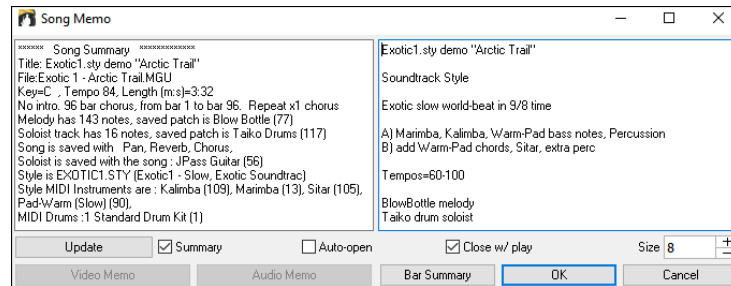 Song Memo
****** Song Summary *************
Title: Exotic1.sty demo "Arctic Trail"
File:Exotic 1 - Arctic Trail.MGU
Key=C , Tempo 84, Length (m:s)=3:32
No intro. 96 bar chorus, from bar 1 to bar 96. Repeat x1 chorus
Melody has 143 notes, saved patch is Blow Bottle (77)
Soloist track has 16 notes, saved patch is Taiko Drums (117)
Song is saved with Pan, Reverb, Chorus,
Soloist is saved with the song : JPass Guitar (56)
Style is EXOTIC1.STY (Exotic1 - Slow, Exotic Soundtrac)
Style MIDI Instruments are : Kalimba (109), Marimba (13), Sitar (105),
Pad-Warm (Slow) (90),
MIDI Drums :1 Standard Drum Kit (1)
Exotic1.sty demo "Arctic Trail"
Soundtrack Style
Exotic slow world-beat in 9/8 time
A) Marimba, Kalimba, Warm-Pad bass notes, Percussion
B) add Warm-Pad chords, Sitar, extra perc
Tempos=60-100
BlowBottle melody
Taiko drum soloist
Update Summary Auto-open Close w/ play Size 8
Video Memo Audio Memo Bar Summary OK Cancel